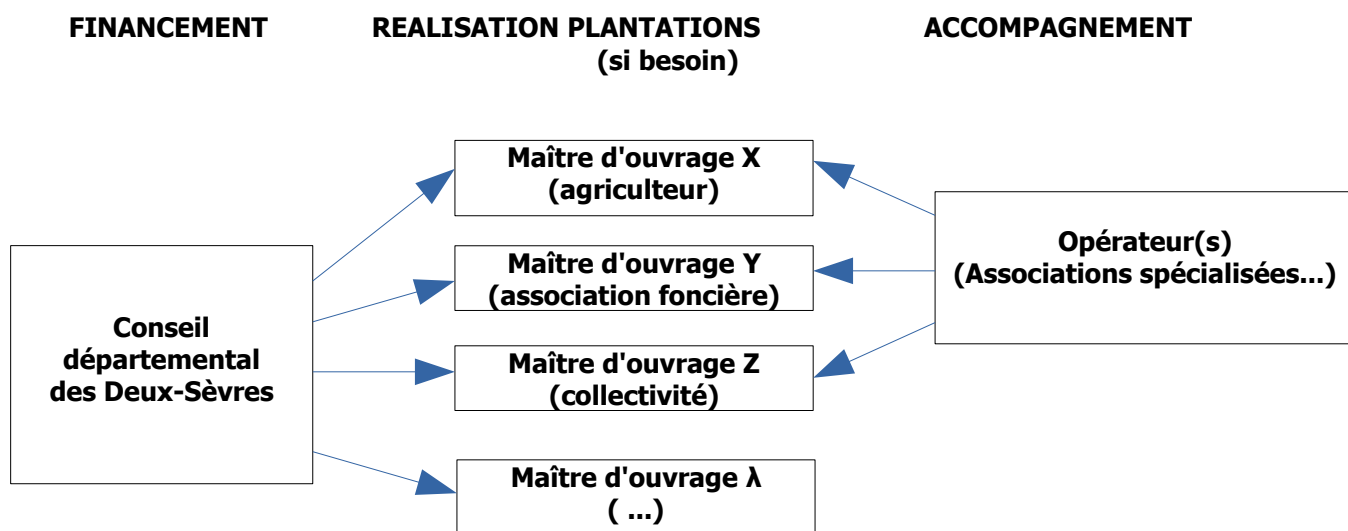 FINANCEMENT
REALISATION PLANTATIONS
(si besoin)
ACCOMPAGNEMENT
Conseil
départemental
des Deux-Sèvres
Maître d'ouvrage X
(agriculteur)
Maître d'ouvrage Y
(association foncière)
Maître d'ouvrage Z
(collectivité)
Maître d'ouvrage λ
( ...)
Opérateur(s)
(Associations spécialisées...)